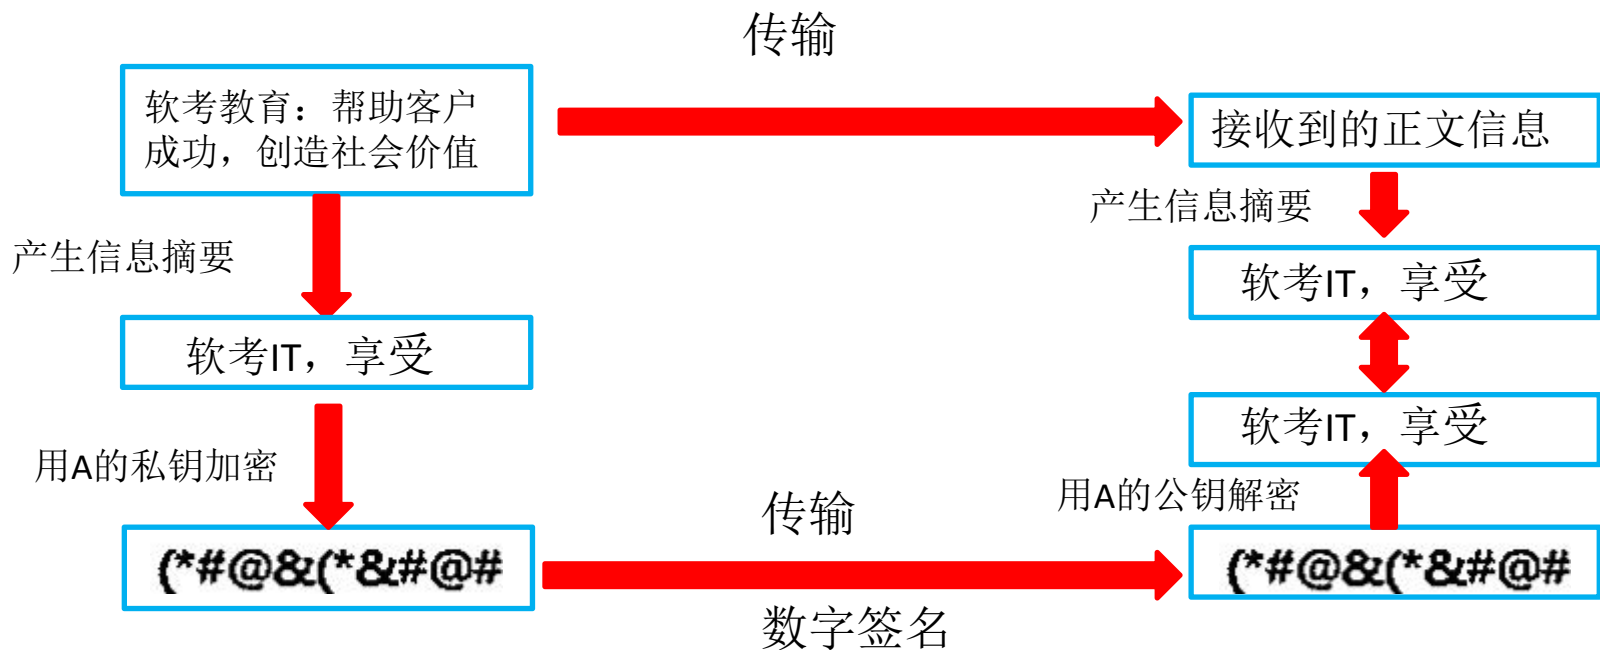 传输
软考教育：帮助客户
成功，创造社会价值
接收到的正文信息
产生信息摘要
产生信息摘要
软考IT，享受
软考IT，享受
软考IT，享受
用A的私钥加密
用A的公钥解密
传输
(*#@&(*&#@#
(*#@&(*&#@#
数字签名